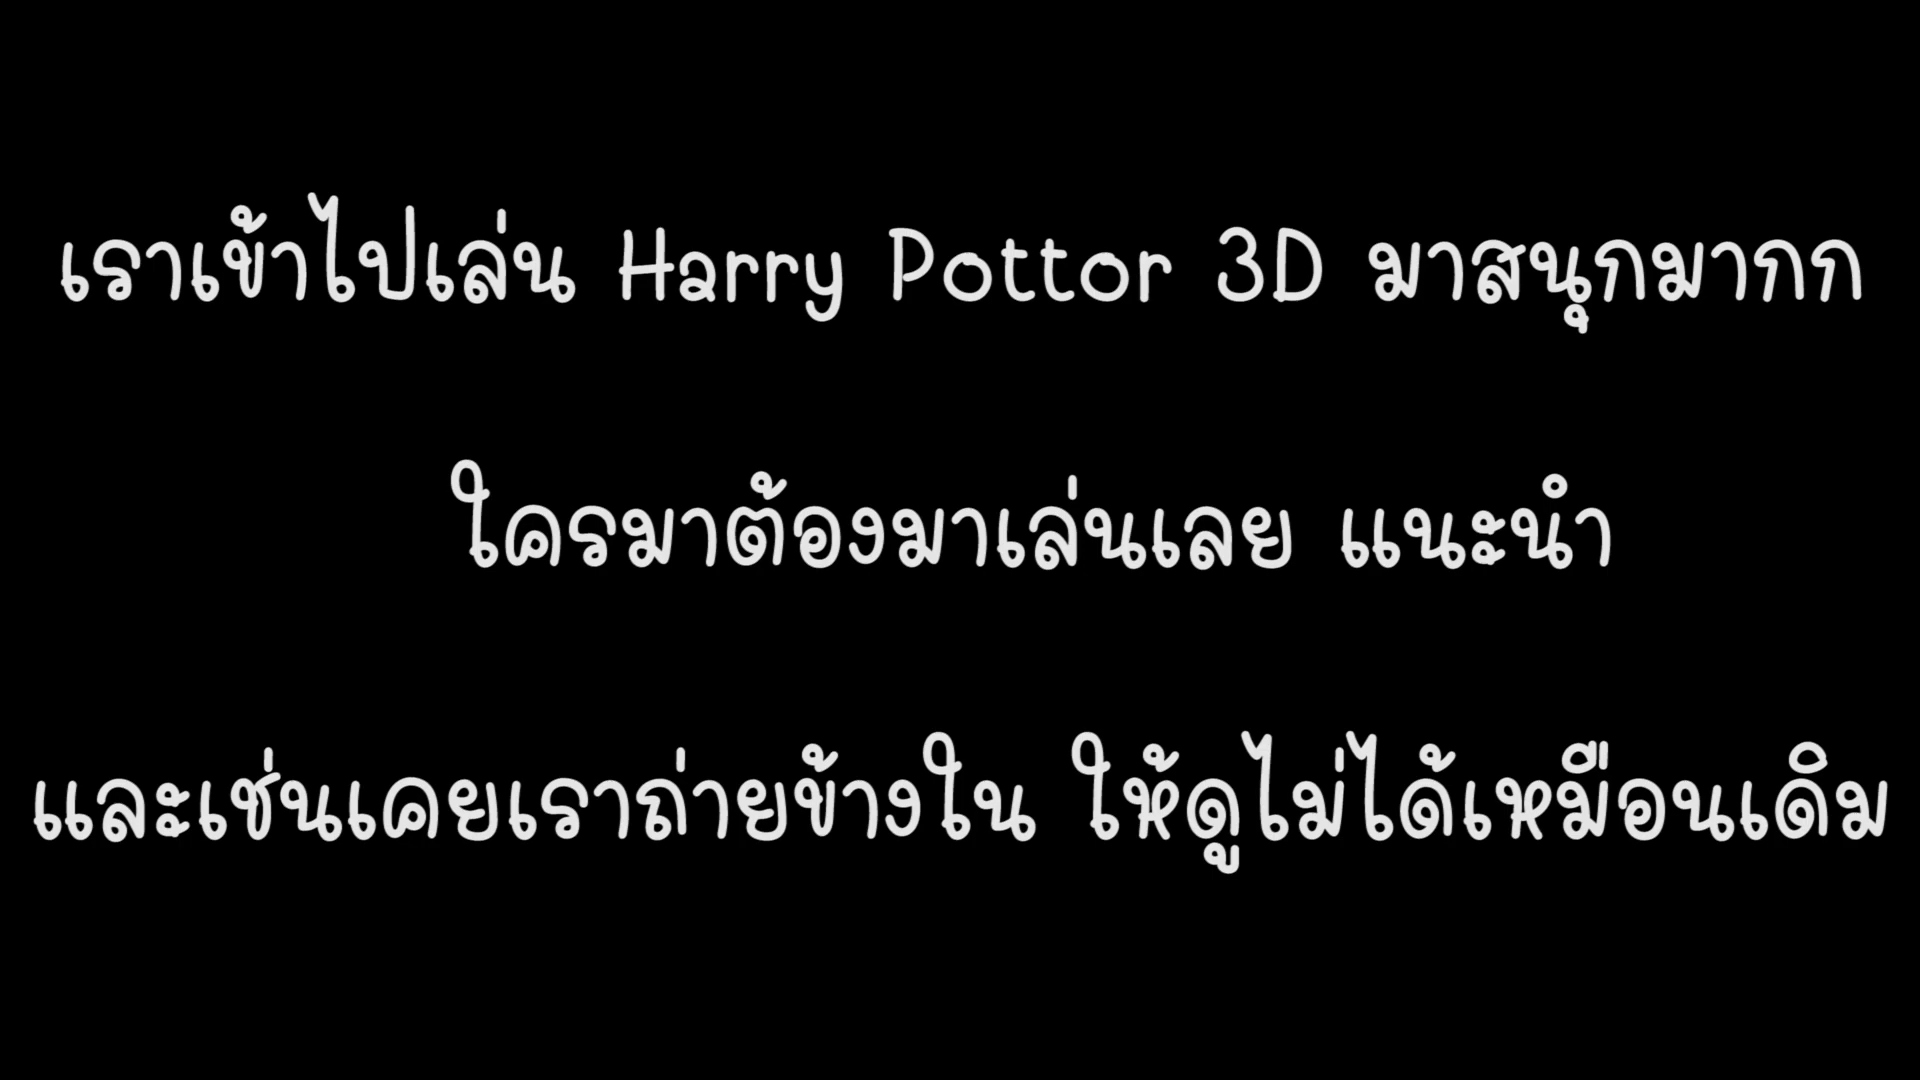 เราเข้าไปเล่น Harry Pottor 3D มาสนุกมากก
ใครมาต้องมาเล่นเลย แนะนำ
และเช่นเคยเราถ่ายข้างใน ให้ดูไม่ได้เหมือนเดิม